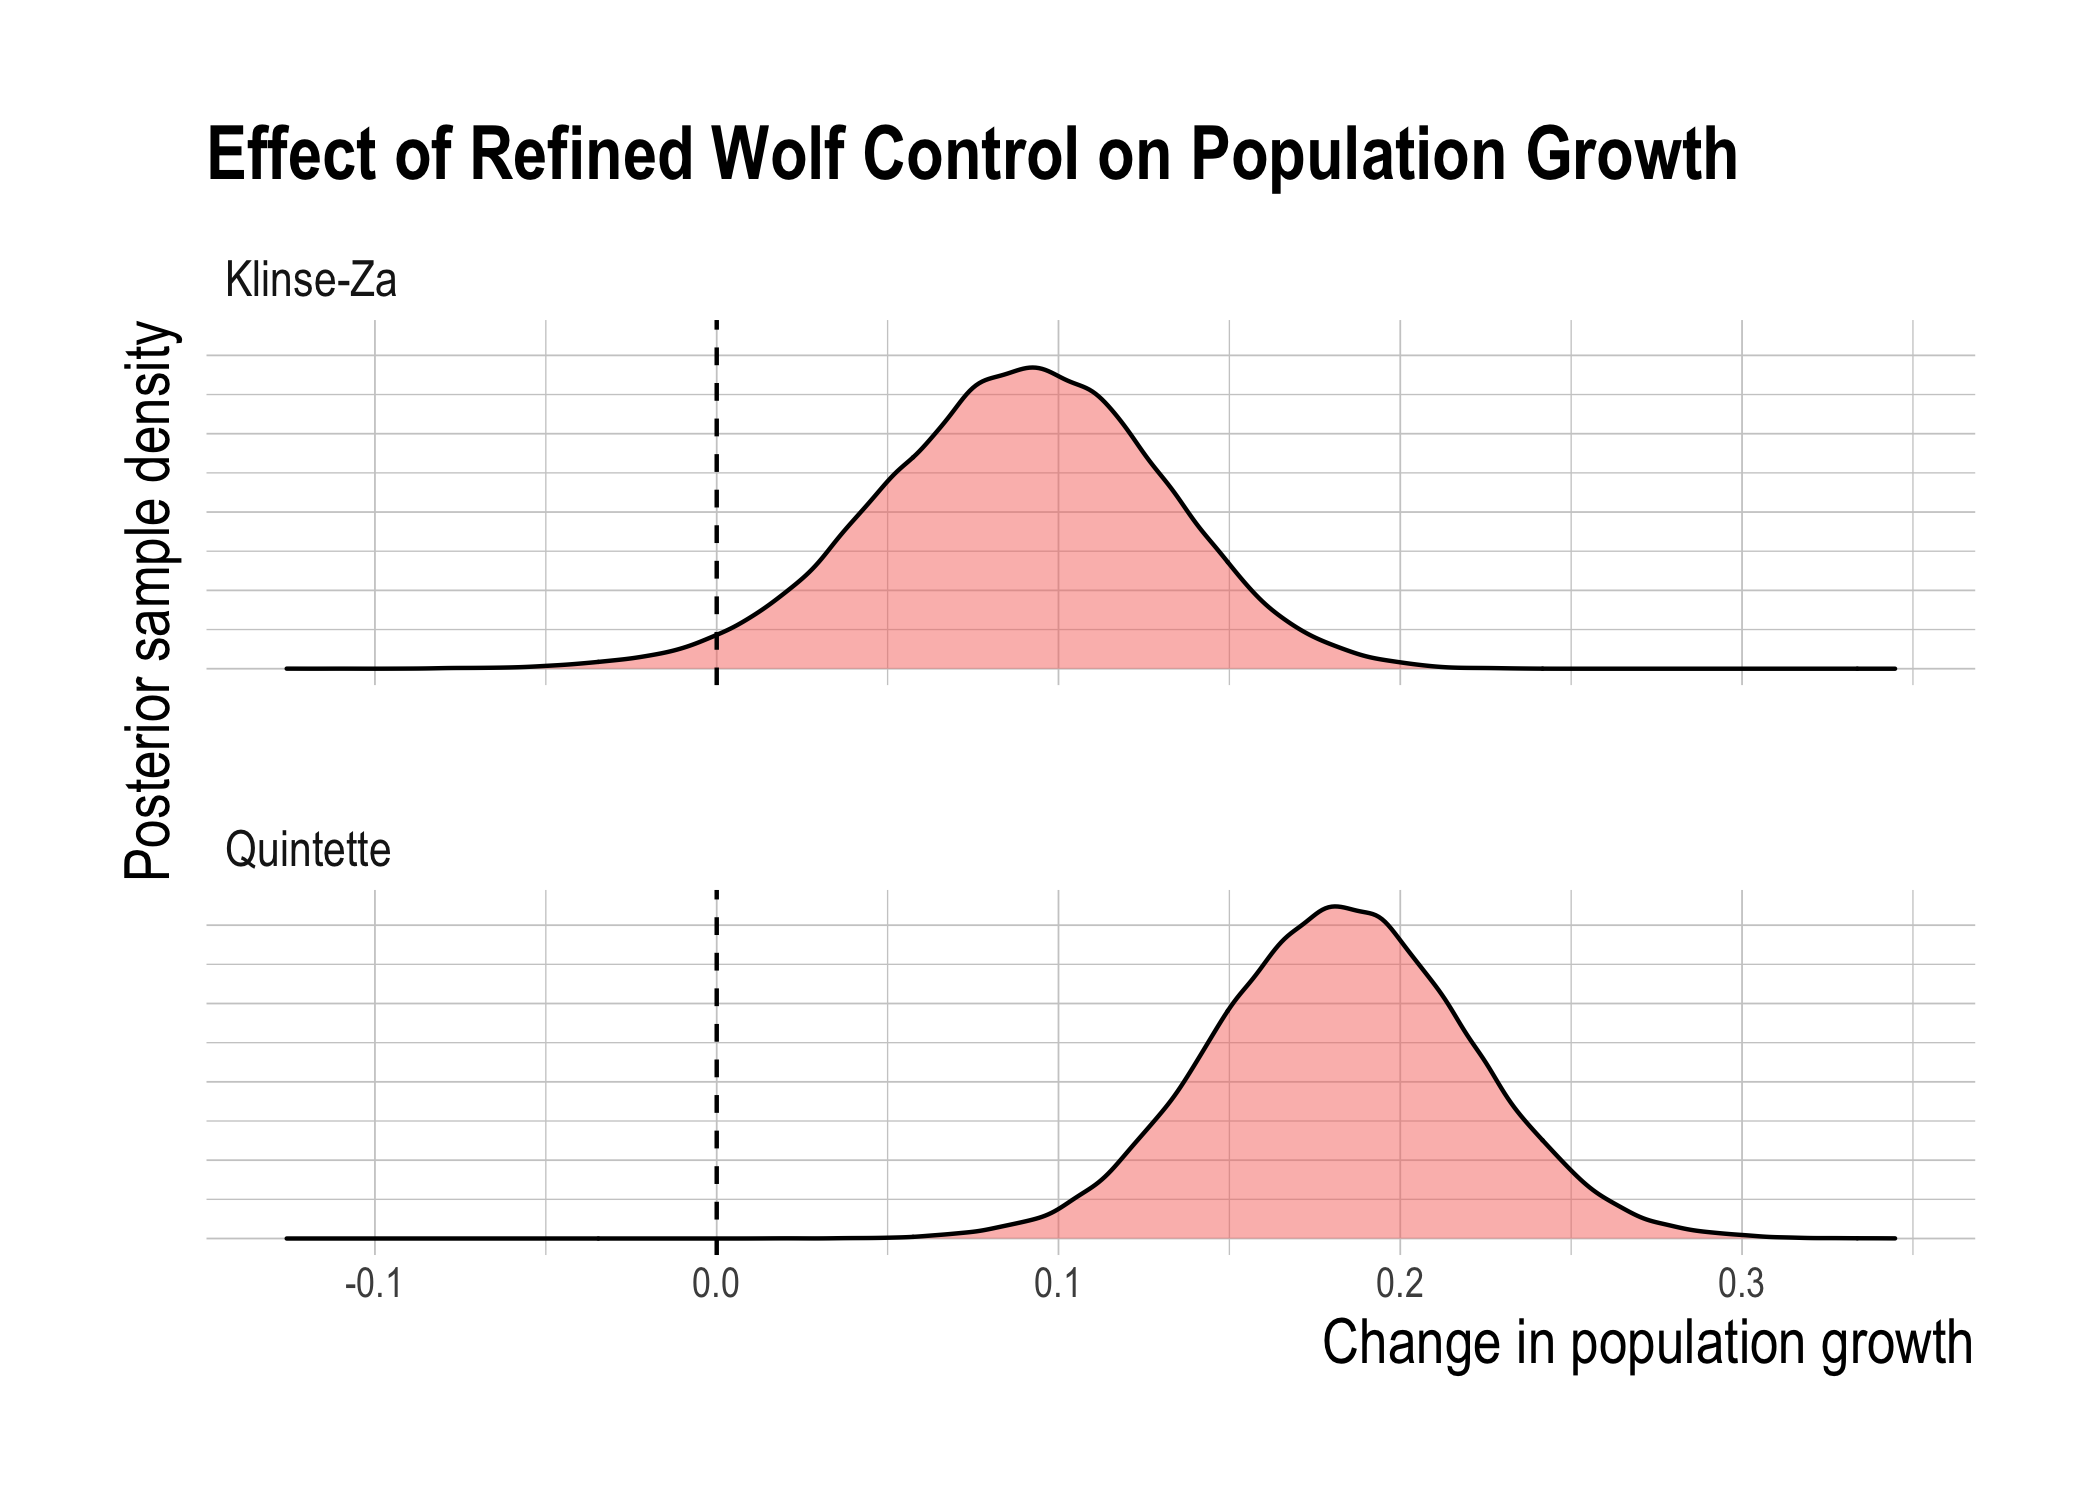 Effect of Refined Wolf Control on Population Growth
Posterior sample density
Klinse-Za
Quintette
-0.1
0.0
0.1
0.2
0.3
Change in population growth